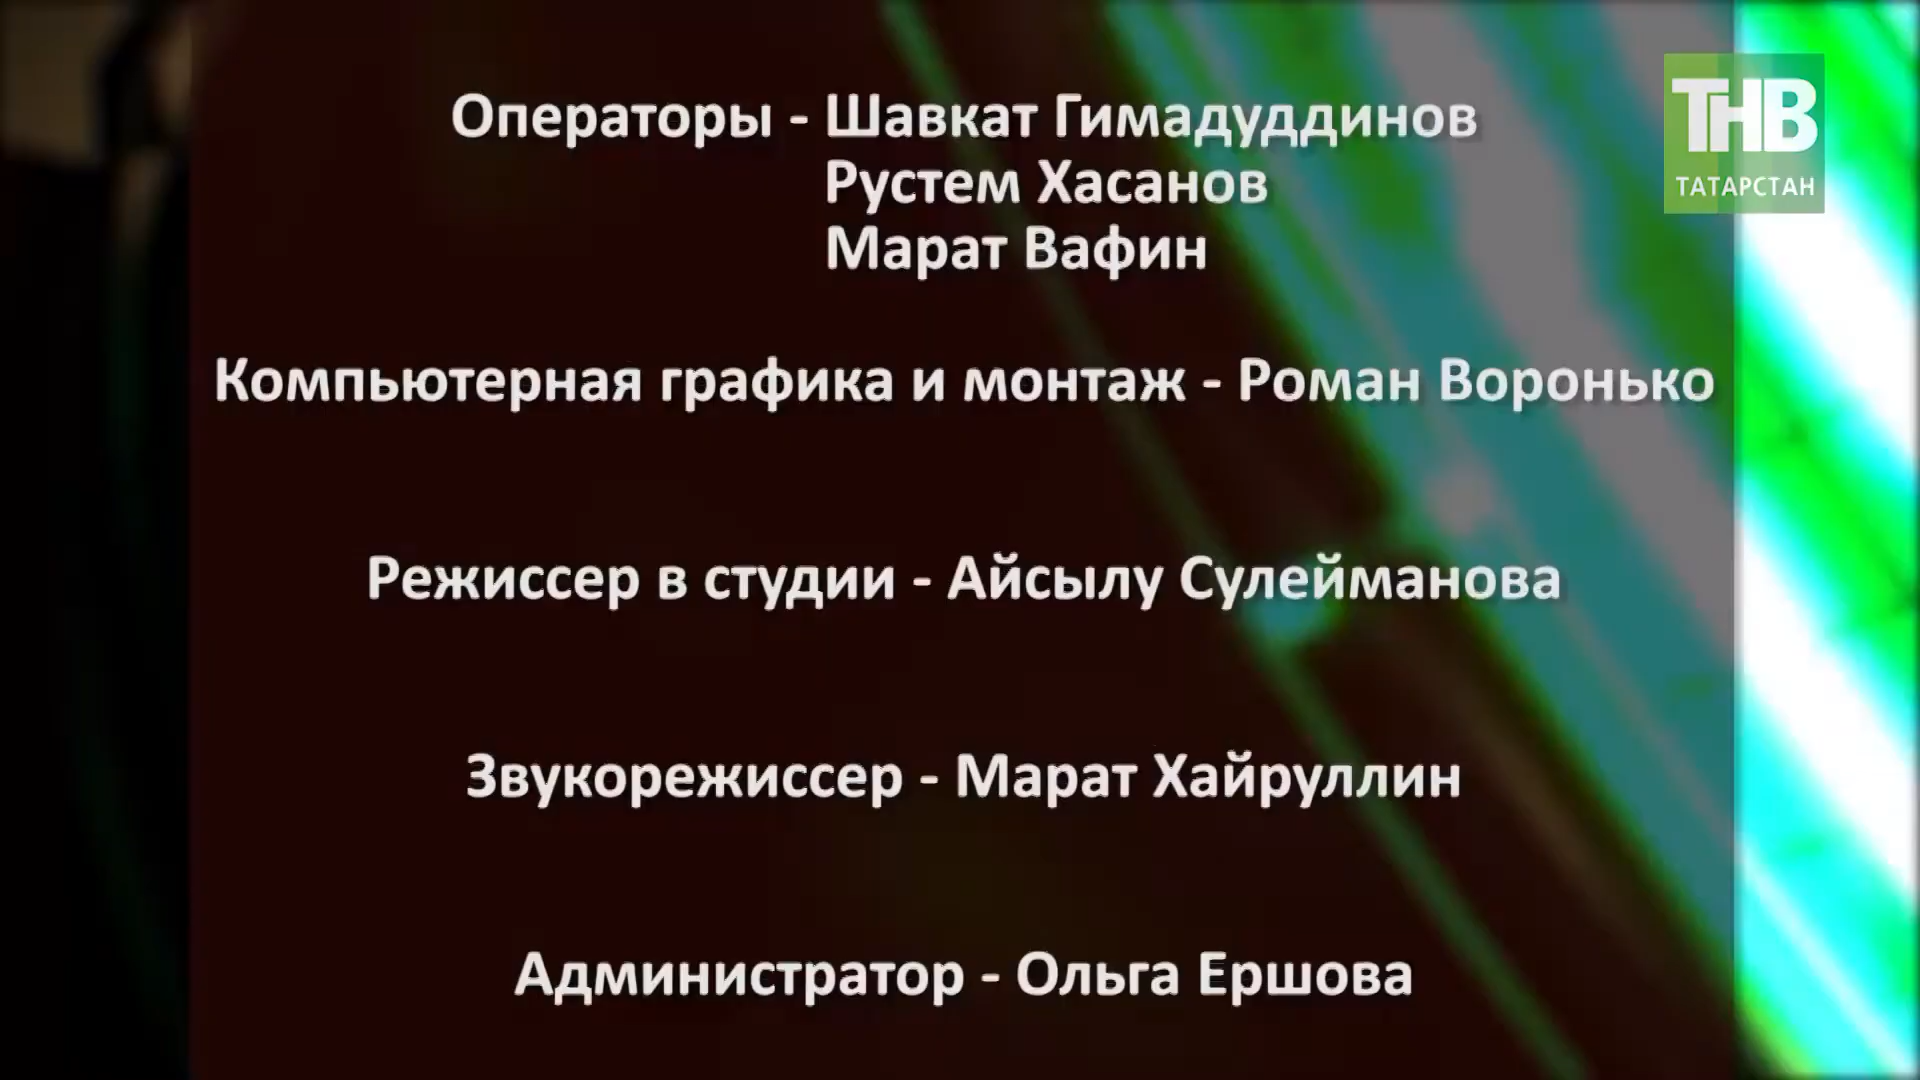 Операторы - Шавкат Гимадуддинов
Рустем Хасанов
Марат Вафин
Компьютерная графика и монтаж - Роман Воронько
Режиссер в студии - Айсылу Сулейманова
Звукорежиссер - Марат Хайруллин
Администратор - Ольга Ершова
ТНВ
ТАТАРСТАН